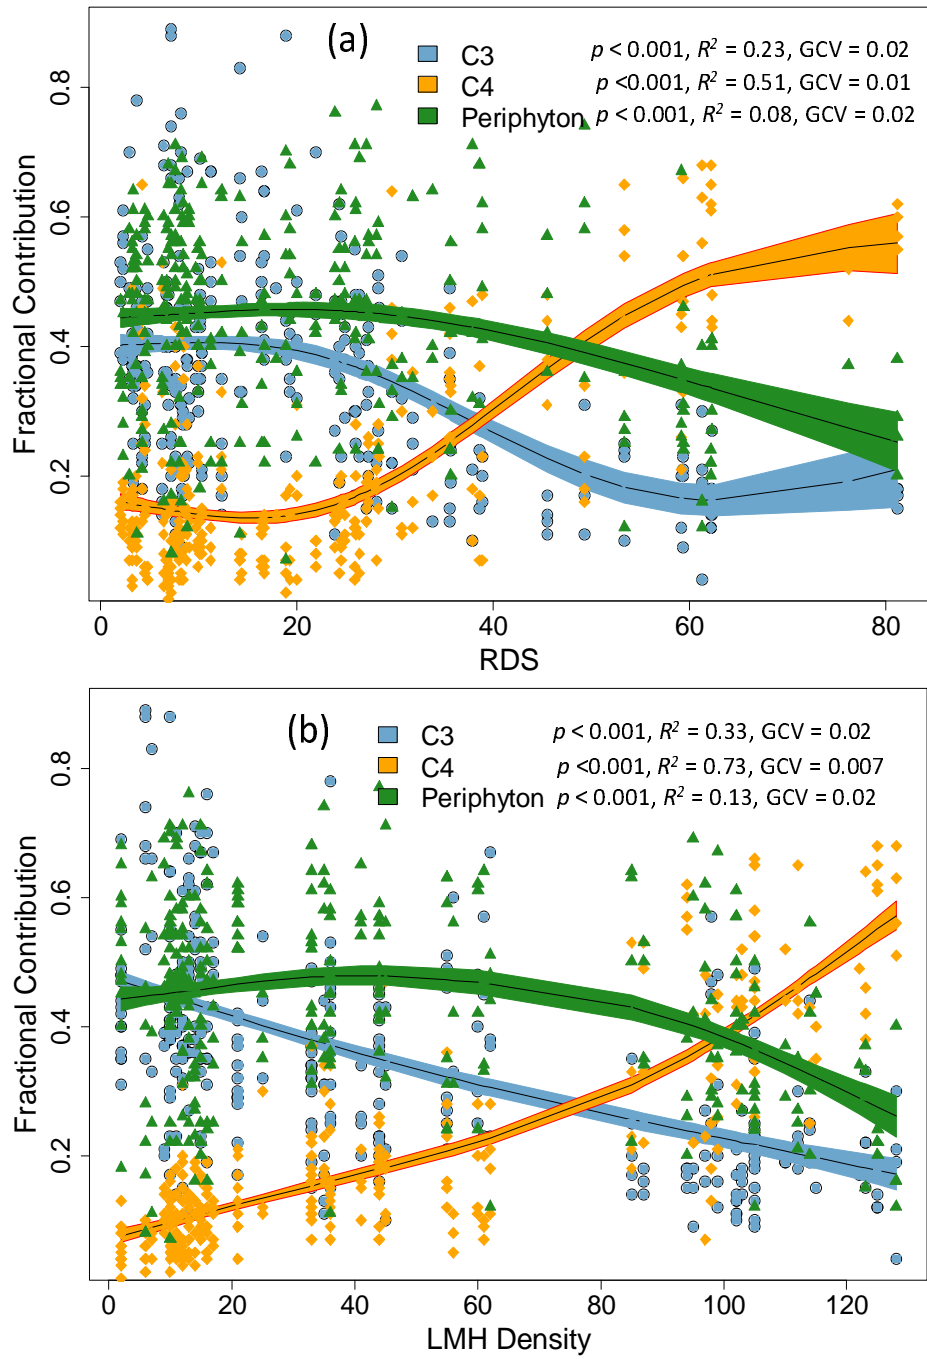 (a)
C3 p < 0.001, R² = 0.23, GCV = 0.02
C4 p <0.001, R² = 0.51, GCV = 0.01
Periphyton p < 0.001, R² = 0.08, GCV = 0.02
Fractional Contribution
0.8
0.6
0.4
0.2
0 20 40 60 80
RDS
(b)
C3 p < 0.001, R² = 0.33, GCV = 0.02
C4 p <0.001, R² = 0.73, GCV = 0.007
Periphyton p < 0.001, R² = 0.13, GCV = 0.02
Fractional Contribution
0.8
0.6
0.4
0.2
0 20 40 60 80 100 120
LMH Density